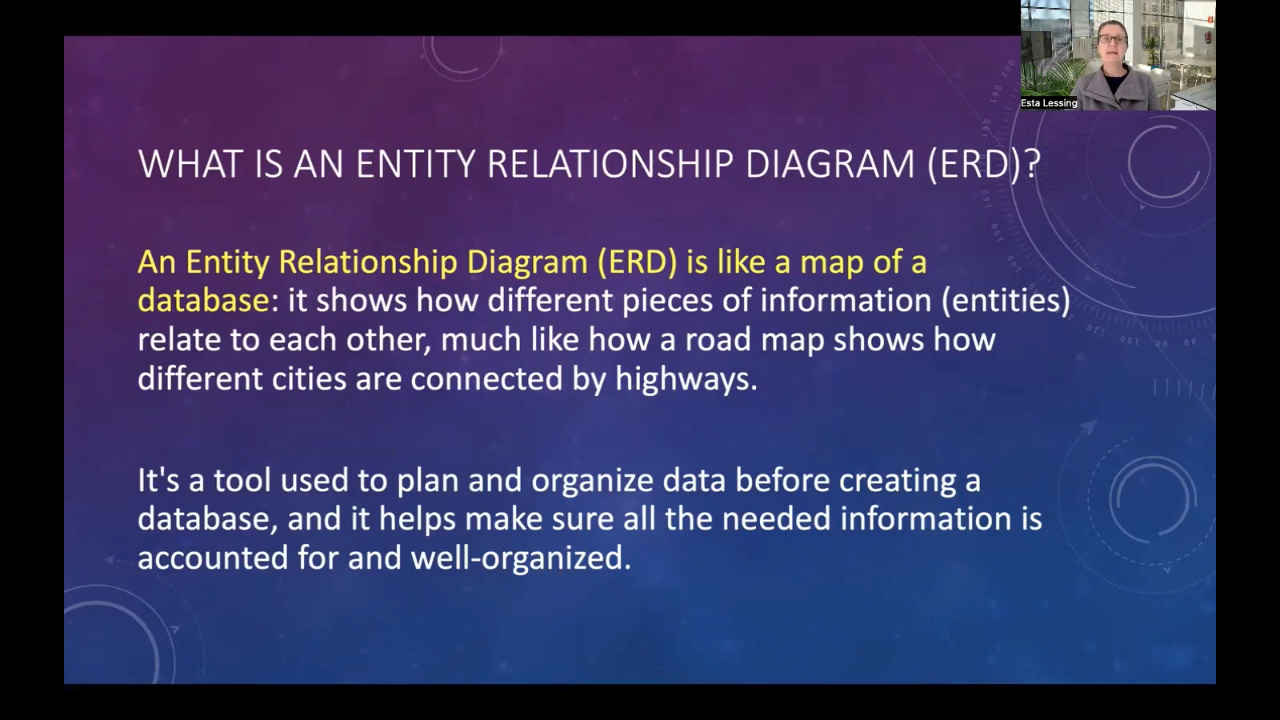 WHAT IS AN ENTITY RELATIONSHIP DIAGRAM (ERD)?
An Entity Relationship Diagram (ERD) is like a map of a
database: it shows how different pieces of information (entities)
relate to each other, much like how a road map shows how
different cities are connected by highways.
It's a tool used to plan and organize data before creating a
database, and it helps make sure all the needed information is
accounted for and well-organized.
Esta Lessing